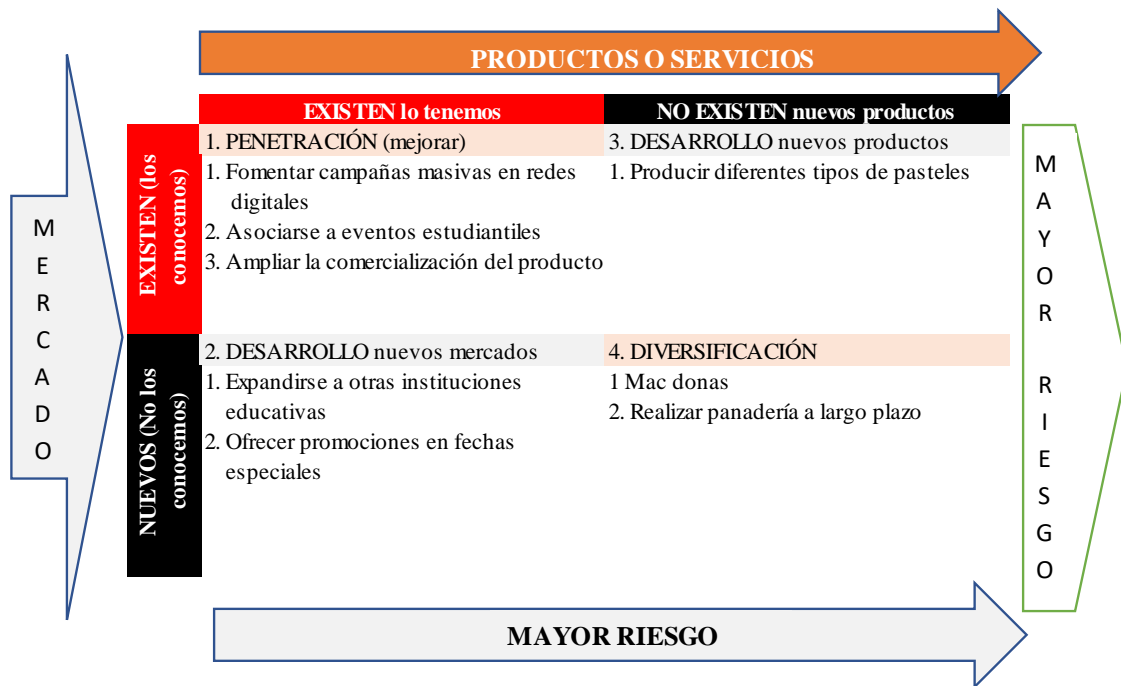 PRODUCTOS O SERVICIOS
EXISTEN lo tenemos
NO EXISTEN nuevos productos
MERCADO
EXISTEN (los
conocemos)
1. PENETRACIÓN (mejorar)
1. Fomentar campañas masivas en redes
digitales
2. Asociarse a eventos estudiantiles
3. Ampliar la comercialización del producto
3. DESARROLLO nuevos productos
1. Producir diferentes tipos de pasteles
NUEVOS (No los
conocemos)
2. DESARROLLO nuevos mercados
1. Expandirse a otras instituciones
educativas
2. Ofrecer promociones en fechas
especiales
4. DIVERSIFICACIÓN
1 Mac donas
2. Realizar panadería a largo plazo
MAYOR RIESGO
MAYOR RIESGO